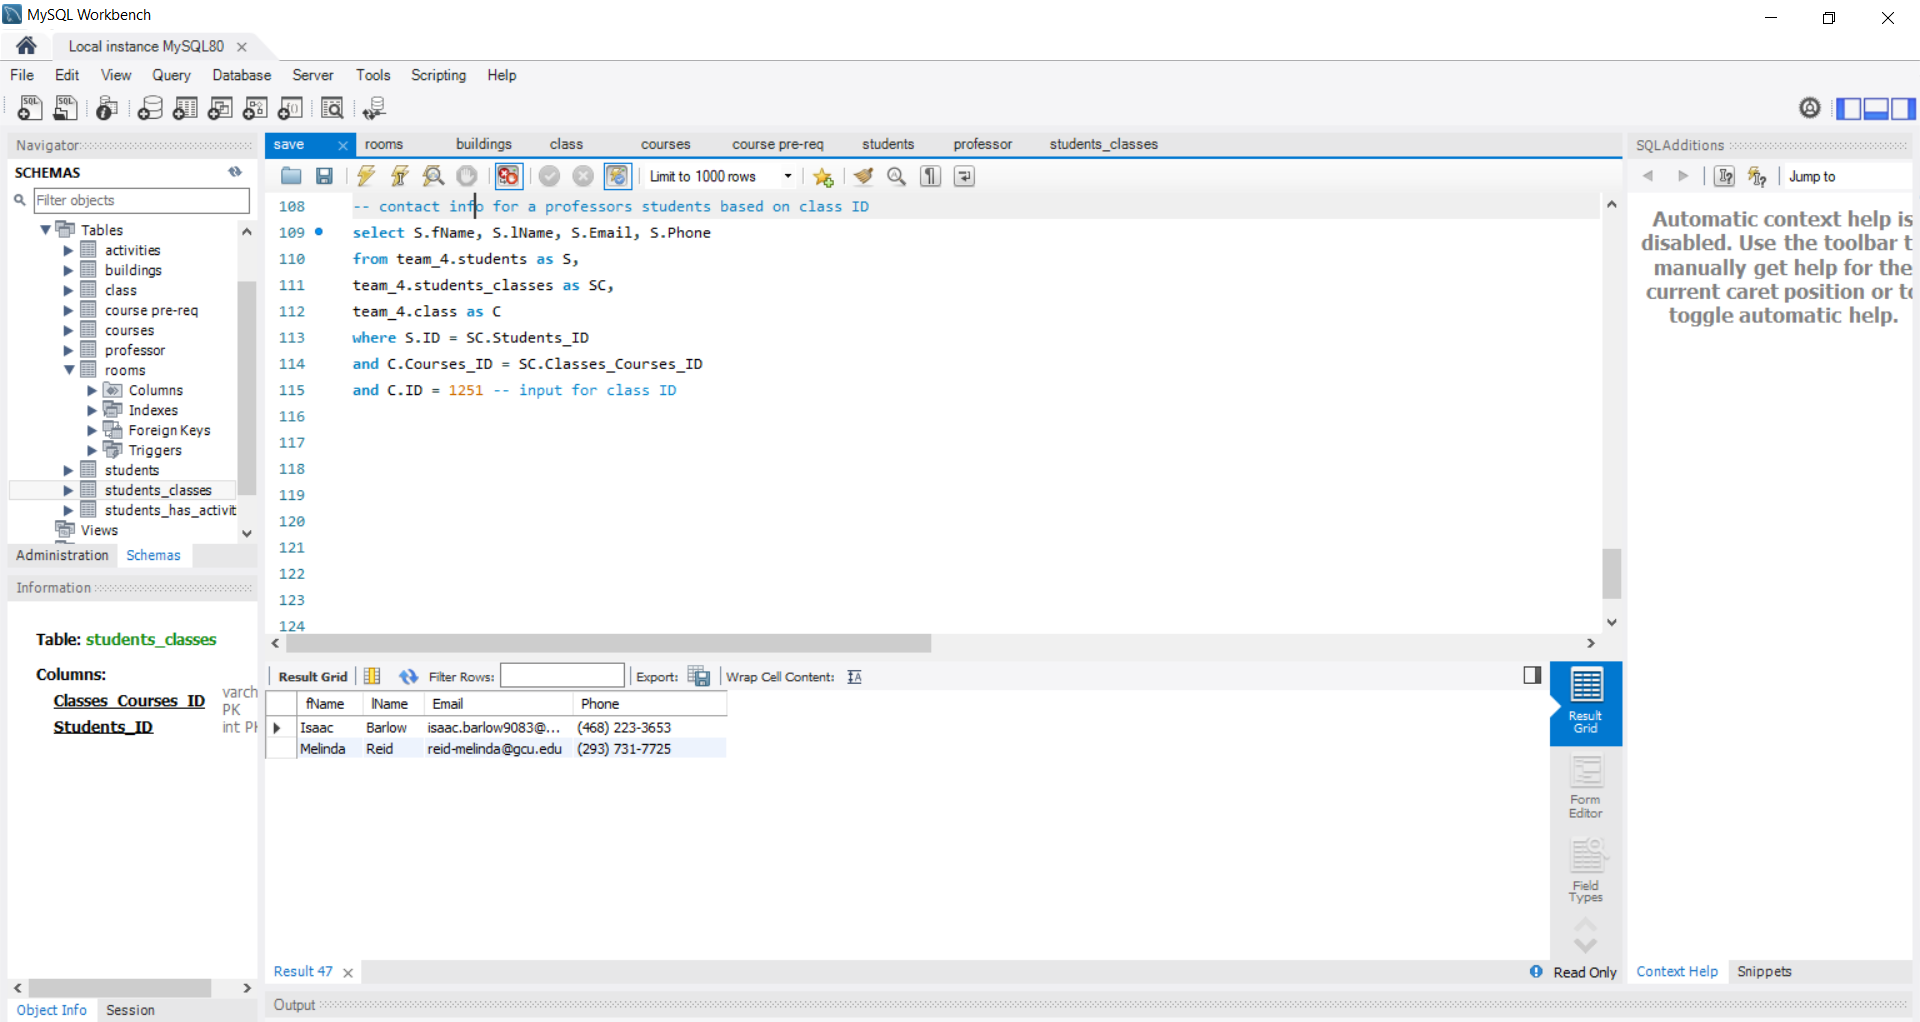 MySQL Workbench
Local instance MySQL80
File Edit View Query Database Server Tools Scripting Help
Navigator
SCHEMAS
Filter objects
Tables
activities
buildings
class
course pre-req
courses
professor
rooms
Columns
Indexes
Foreign Keys
Triggers
students
students_classes
students_has_activit
Views
Administration Schemas
Information
Table: students_classes
Columns:
Classes_Courses_ID varch
PK
Students_ID int PK
Object Info Session
save rooms buildings class courses course pre-req students professor students_classes
Limit to 1000 rows
108 -- contact info for a professors students based on class ID
109 select S.fName, S.lName, S.Email, S.Phone
110 from team_4.students as S,
111 team_4.students_classes as SC,
112 team_4.class as C
113 where S.ID = SC.Students_ID
114 and C.Courses_ID = SC.Classes_Courses_ID
115 and C.ID = 1251 -- input for class ID
116
117
118
119
120
121
122
123
124
Result Grid Filter Rows: Export: Wrap Cell Content:
fName lName Email Phone
Isaac Barlow isaac.barlow9083@... (468) 223-3653
Melinda Reid reid-melinda@gcu.edu (293) 731-7725
Result
Grid
Form
Editor
Field
Types
Result 47
Read Only
Output
SQLAdditions
Jump to
Automatic context help is
disabled. Use the toolbar t
manually get help for the
current caret position or to
toggle automatic help.
Context Help Snippets